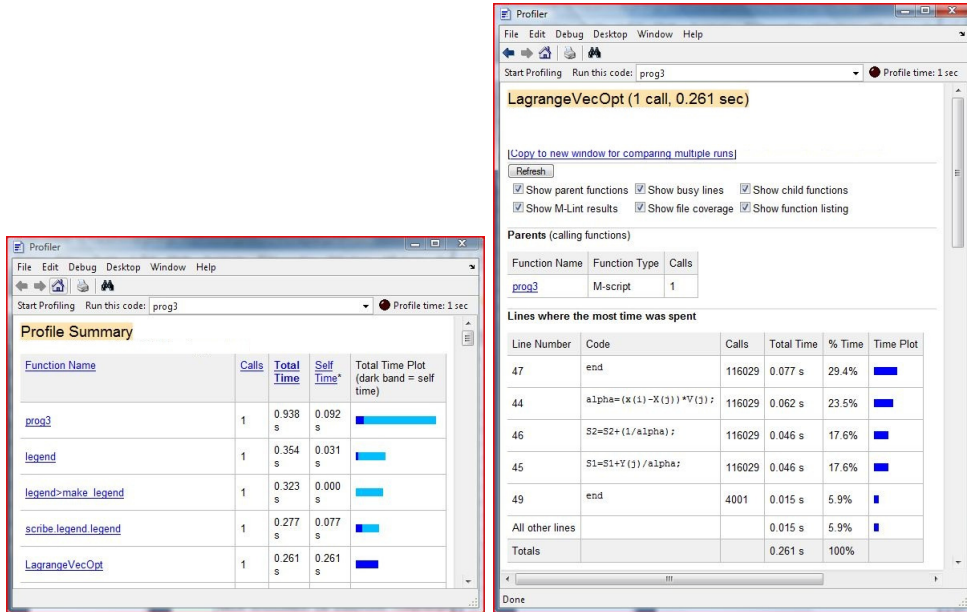 Profiler
File Edit Debug Desktop Window Help
Start Profiling Run this code: prog3 Profile time: 1 sec
Profile Summary
Function Name Calls Total Time Self Time* Total Time Plot (dark band = self time)
prog3 1 0.938 s 0.092 s
legend 1 0.354 s 0.031 s
legend>make_legend 1 0.323 s 0.000 s
scribe.legend.legend 1 0.277 s 0.077 s
LagrangeVecOpt 1 0.261 s 0.261 s
Profiler
File Edit Debug Desktop Window Help
Start Profiling Run this code: prog3 Profile time: 1 sec
LagrangeVecOpt (1 call, 0.261 sec)
[Copy to new window for comparing multiple runs]
Refresh
Show parent functions Show busy lines Show child functions
Show M-Lint results Show file coverage Show function listing
Parents (calling functions)
Function Name Function Type Calls
prog3 M-script 1
Lines where the most time was spent
Line Number Code Calls Total Time % Time Time Plot
47 end 116029 0.077 s 29.4%
44 alpha=(x(i)-X(j))*V(j); 116029 0.062 s 23.5%
46 S2=S2+(1/alpha); 116029 0.046 s 17.6%
45 S1=S1+Y(j)/alpha; 116029 0.046 s 17.6%
49 end 4001 0.015 s 5.9%
All other lines 0.015 s 5.9%
Totals 0.261 s 100%
Done